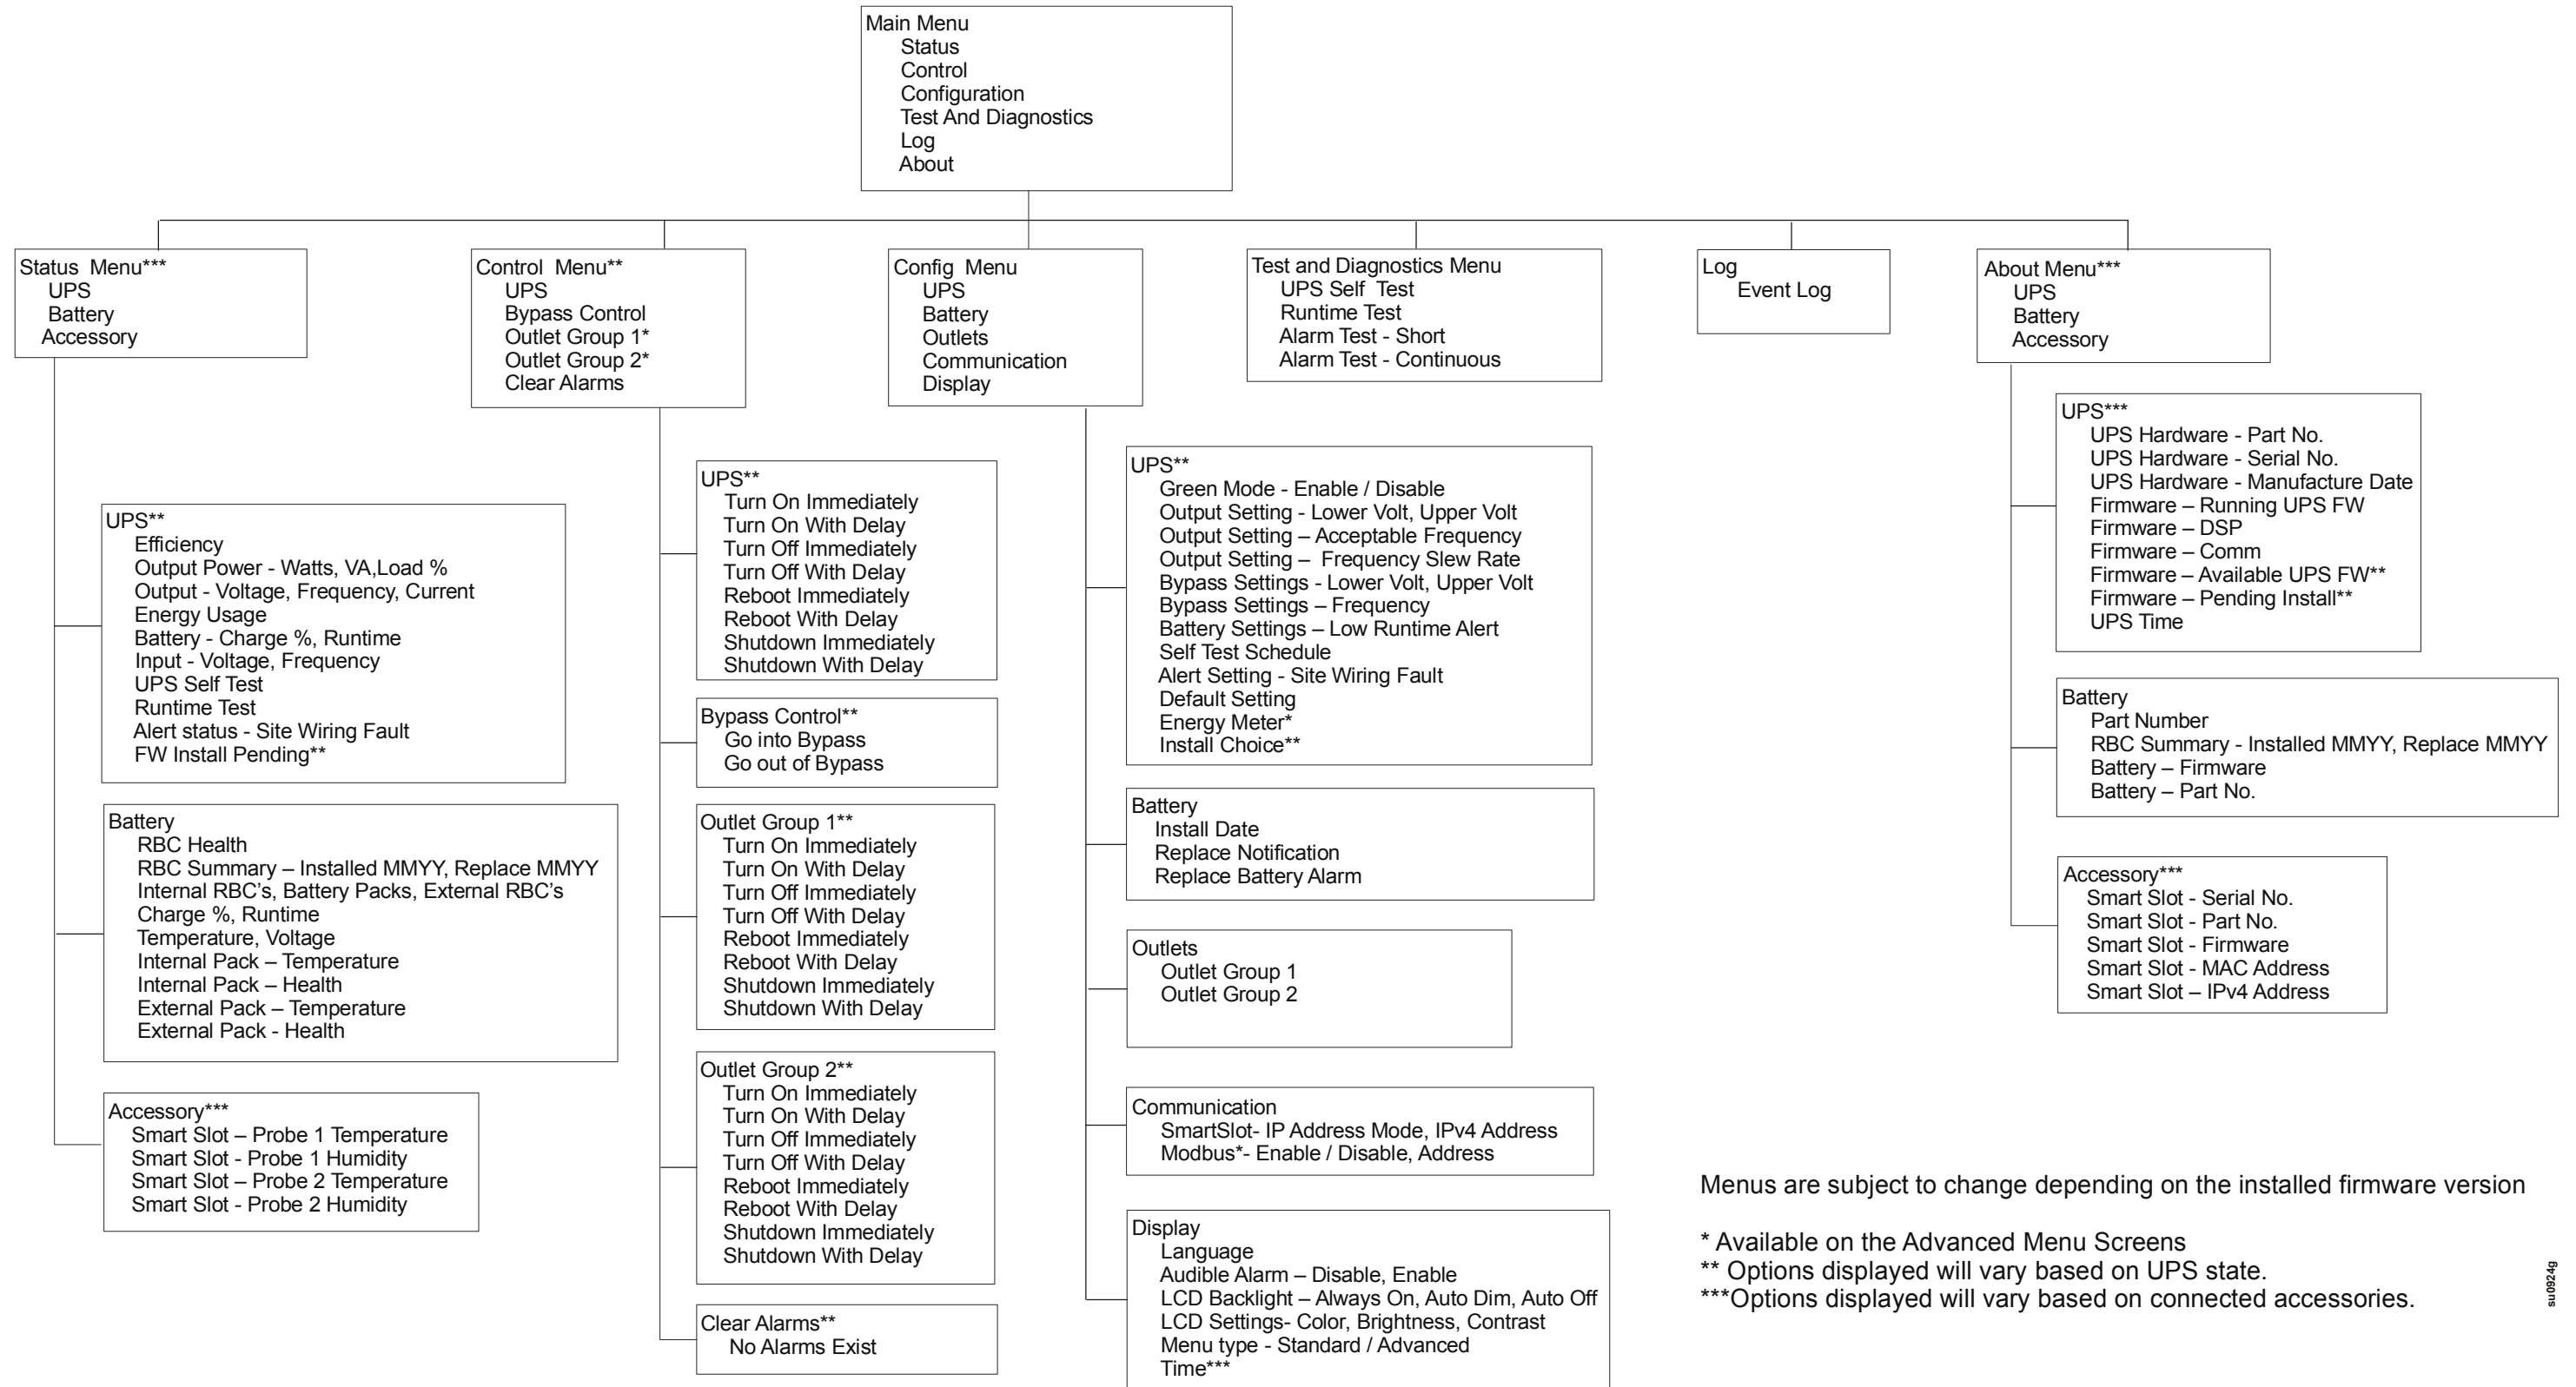 Main Menu
Status
Control
Configuration
Test And Diagnostics
Log
About
Status Menu***
UPS
Battery
Accessory
UPS**
Efficiency
Output Power - Watts, VA,Load %
Output - Voltage, Frequency, Current
Energy Usage
Battery - Charge %, Runtime
Input - Voltage, Frequency
UPS Self Test
Runtime Test
Alert status - Site Wiring Fault
FW Install Pending**
Battery
RBC Health
RBC Summary – Installed MMYY, Replace MMYY
Internal RBC’s, Battery Packs, External RBC’s
Charge %, Runtime
Temperature, Voltage
Internal Pack – Temperature
Internal Pack – Health
External Pack – Temperature
External Pack - Health
Accessory***
Smart Slot – Probe 1 Temperature
Smart Slot - Probe 1 Humidity
Smart Slot – Probe 2 Temperature
Smart Slot - Probe 2 Humidity
Control Menu**
UPS
Bypass Control
Outlet Group 1*
Outlet Group 2*
Clear Alarms
UPS**
Turn On Immediately
Turn On With Delay
Turn Off Immediately
Turn Off With Delay
Reboot Immediately
Reboot With Delay
Shutdown Immediately
Shutdown With Delay
Bypass Control**
Go into Bypass
Go out of Bypass
Outlet Group 1**
Turn On Immediately
Turn On With Delay
Turn Off Immediately
Turn Off With Delay
Reboot Immediately
Reboot With Delay
Shutdown Immediately
Shutdown With Delay
Outlet Group 2**
Turn On Immediately
Turn On With Delay
Turn Off Immediately
Turn Off With Delay
Reboot Immediately
Reboot With Delay
Shutdown Immediately
Shutdown With Delay
Clear Alarms**
No Alarms Exist
Config Menu
UPS
Battery
Outlets
Communication
Display
UPS**
Green Mode - Enable / Disable
Output Setting - Lower Volt, Upper Volt
Output Setting – Acceptable Frequency
Output Setting – Frequency Slew Rate
Bypass Settings - Lower Volt, Upper Volt
Bypass Settings – Frequency
Battery Settings – Low Runtime Alert
Self Test Schedule
Alert Setting - Site Wiring Fault
Default Setting
Energy Meter*
Install Choice**
Battery
Install Date
Replace Notification
Replace Battery Alarm
Outlets
Outlet Group 1
Outlet Group 2
Communication
SmartSlot- IP Address Mode, IPv4 Address
Modbus*- Enable / Disable, Address
Display
Language
Audible Alarm – Disable, Enable
LCD Backlight – Always On, Auto Dim, Auto Off
LCD Settings- Color, Brightness, Contrast
Menu type - Standard / Advanced
Time***
Test and Diagnostics Menu
UPS Self Test
Runtime Test
Alarm Test - Short
Alarm Test - Continuous
Log
Event Log
About Menu***
UPS
Battery
Accessory
UPS***
UPS Hardware - Part No.
UPS Hardware - Serial No.
UPS Hardware - Manufacture Date
Firmware – Running UPS FW
Firmware – DSP
Firmware – Comm
Firmware – Available UPS FW**
Firmware – Pending Install**
UPS Time
Battery
Part Number
RBC Summary - Installed MMYY, Replace MMYY
Battery – Firmware
Battery – Part No.
Accessory***
Smart Slot - Serial No.
Smart Slot - Part No.
Smart Slot - Firmware
Smart Slot - MAC Address
Smart Slot – IPv4 Address
Menus are subject to change depending on the installed firmware version
* Available on the Advanced Menu Screens
** Options displayed will vary based on UPS state.
***Options displayed will vary based on connected accessories.
su0924g